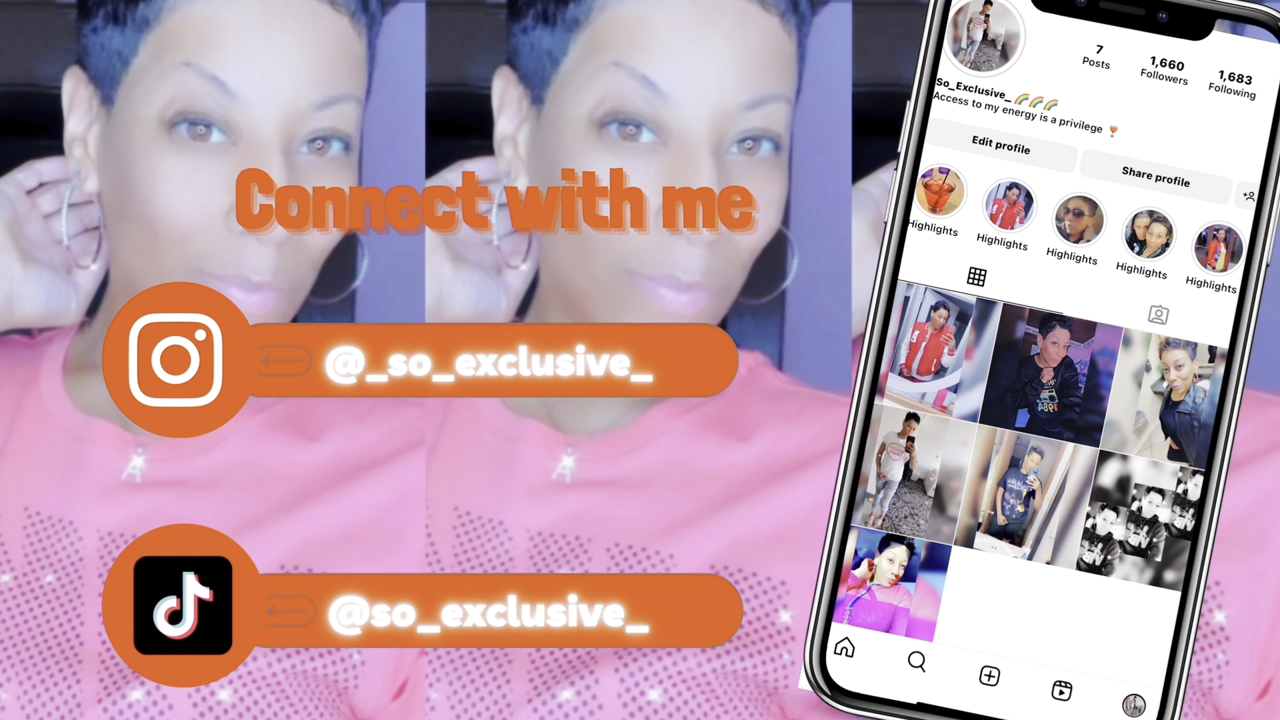 Connect with me
@_so_exclusive_
@so_exclusive_
7
Posts
1,660
Followers
1,683
Following
So_Exclusive_ 🌈🌈🌈
Access to my energy is a privilege
Edit profile
Share profile
Highlights
Highlights
Highlights
Highlights
Highlights
A
1984